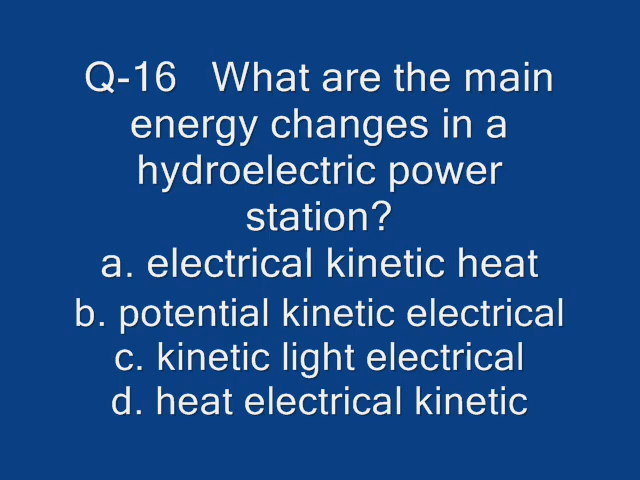 Q-16 What are the main
energy changes in a
hydroelectric power
station?
a. electrical kinetic heat
b. potential kinetic electrical
c. kinetic light electrical
d. heat electrical kinetic